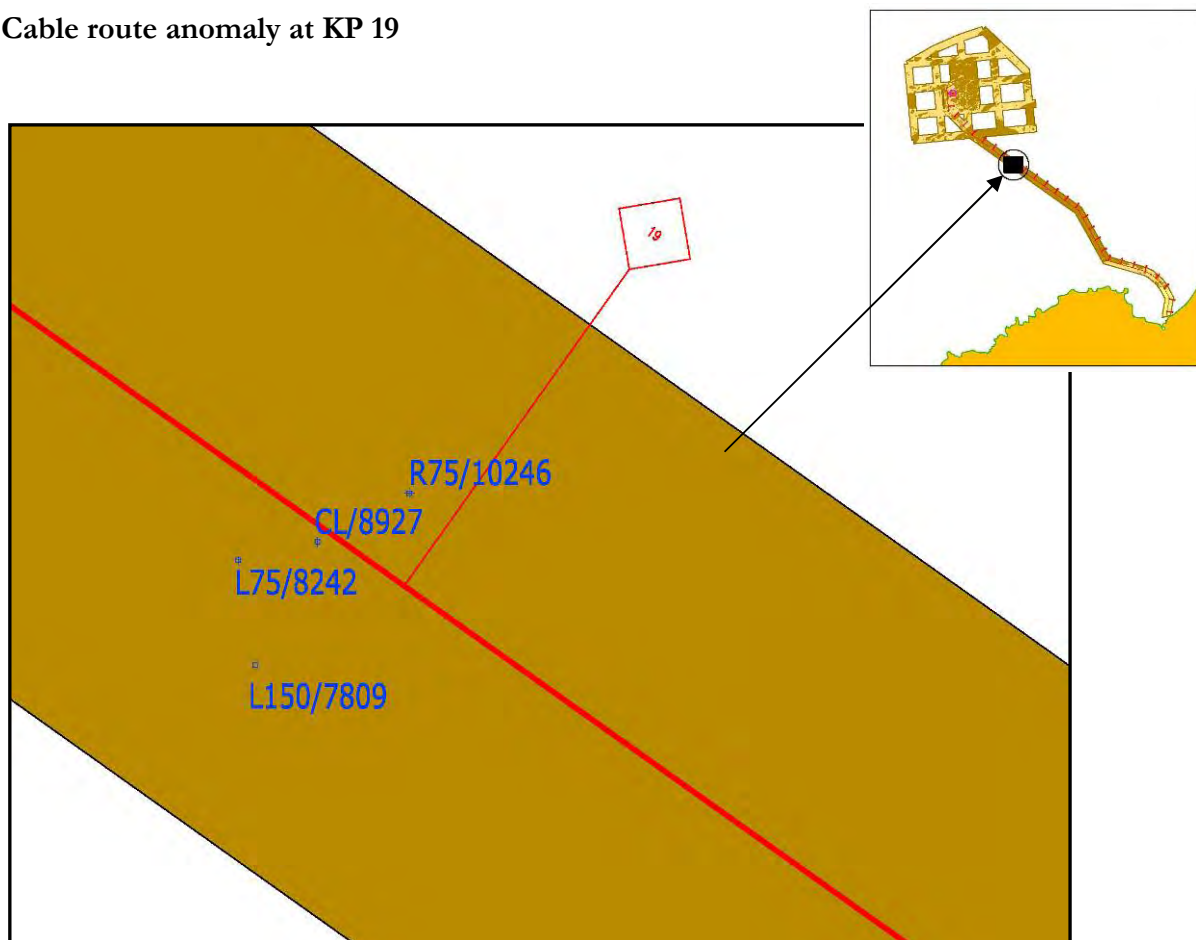 Cable route anomaly at KP 19
19
R75/10246
CL/8927
L75/8242
L150/7809